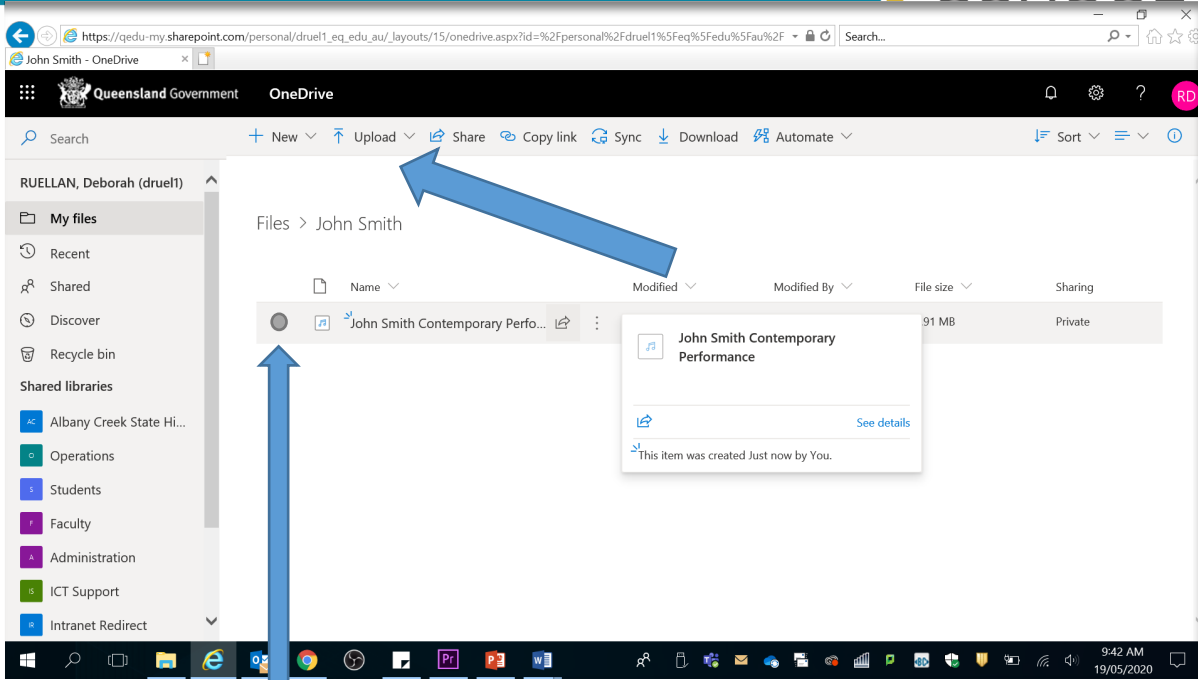 https://qedu-my.sharepoint.com/personal/druel1_eq_edu_au/_layouts/15/onedrive.aspx?id=%2Fpersonal%2Fdruel1%5Feq%5Fedu%5Fau%2F
Search...
John Smith - OneDrive
Queensland Government OneDrive
? RD
Search
New Upload Share Copy link Sync Download Automate Sort
RUELLAN, Deborah (druel1)
My files
Recent
Shared
Discover
Recycle bin
Shared libraries
AC Albany Creek State Hi...
O Operations
S Students
F Faculty
A Administration
IS ICT Support
IR Intranet Redirect
Files > John Smith
Name Modified Modified By File size Sharing
John Smith Contemporary Perfo... 91 MB Private
John Smith Contemporary
Performance
See details
This item was created Just now by You.
Pr
9:42 AM
19/05/2020